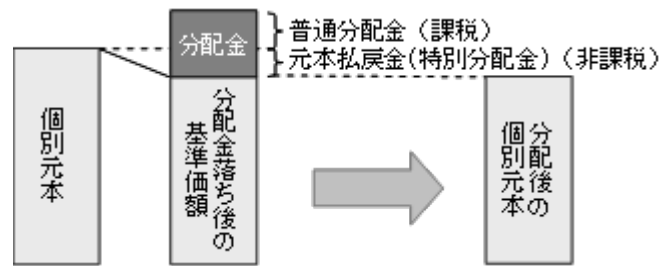 分配金
普通分配金（課税）
元本払戻金(特別分配金)（非課税）
個別元本
分配金落ち後の
基準価額
分配後の
個別元本